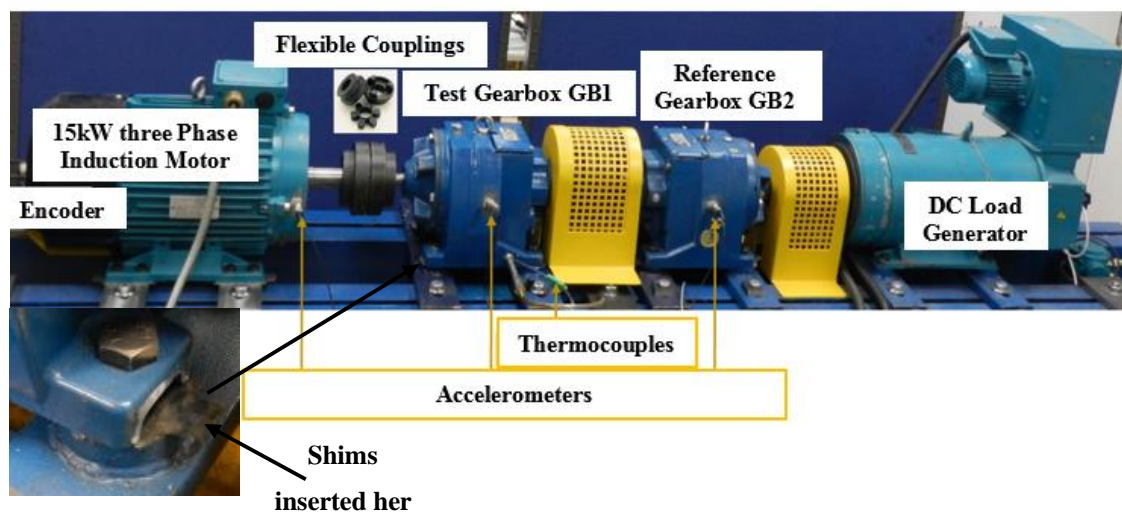 Flexible Couplings
15kW three Phase
Induction Motor
Encoder
Test Gearbox GB1
Reference
Gearbox GB2
DC Load
Generator
Thermocouples
Accelerometers
Shims
inserted her